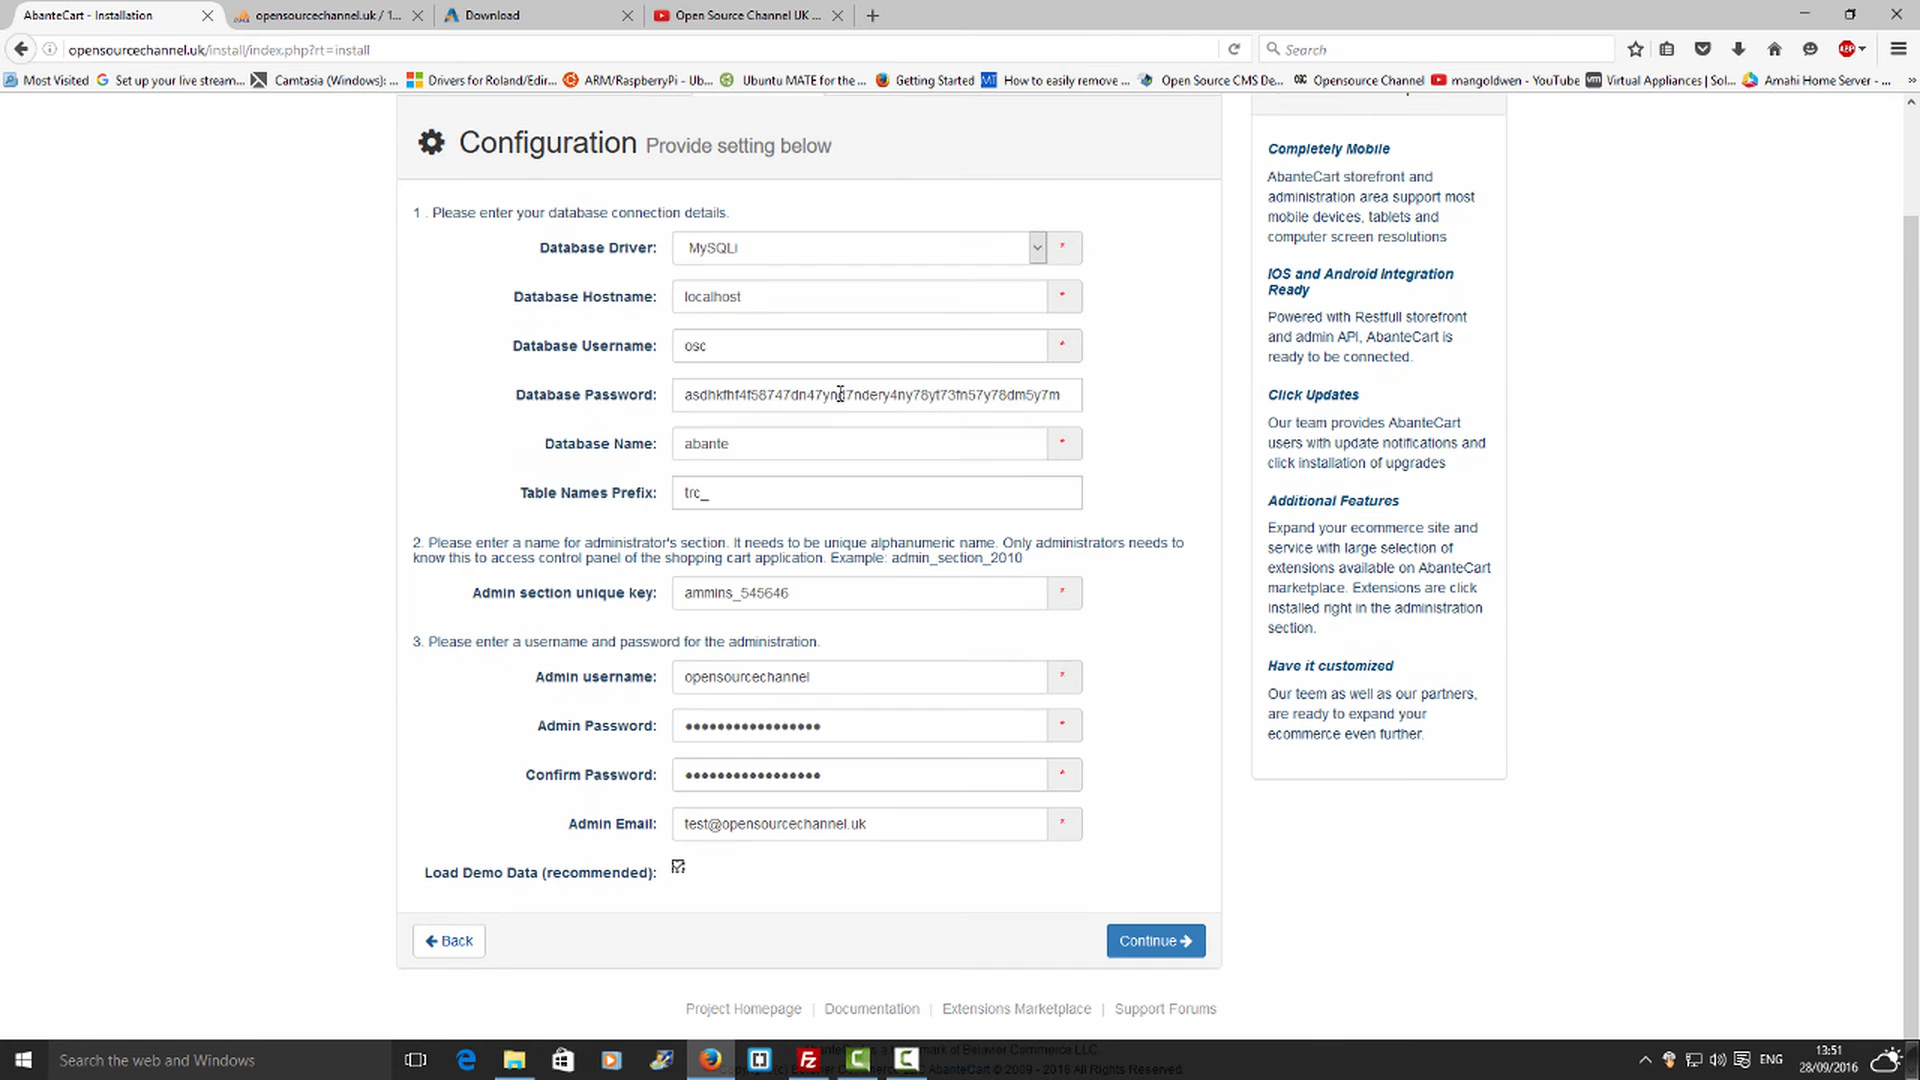 AbanteCart - Installation
opensourcechannel.uk / 1...
Download
Open Source Channel UK ...
opensourcechannel.uk/install/index.php?rt=install
Search
Most Visited
Set up your live stream...
Camtasia (Windows): ...
Drivers for Roland/Edir...
ARM/RaspberryPi - Ub...
Ubuntu MATE for the...
Getting Started
How to easily remove ...
Open Source CMS De...
Opensource Channel
mangoldwen - YouTube
Virtual Appliances | Sol...
Amahi Home Server - ...
Configuration Provide setting below
1 . Please enter your database connection details.
Database Driver: MySQLi *
Database Hostname: localhost *
Database Username: osc *
Database Password:
Database Name: abante *
Table Names Prefix: trc_
2. Please enter a name for administrator's section. It needs to be unique alphanumeric name. Only administrators needs to
know this to access control panel of the shopping cart application. Example: admin_section_2010
Admin section unique key: ammins_545646 *
3. Please enter a username and password for the administration.
Admin username: opensourcechannel *
Admin Password: ••••••••••••••••• *
Confirm Password: ••••••••••••••••• *
Admin Email: test@opensourcechannel.uk *
Load Demo Data (recommended):
Back
Continue
Completely Mobile
AbanteCart storefront and
administration area support most
mobile devices, tablets and
computer screen resolutions
IOS and Android Integration
Ready
Powered with Restfull storefront
and admin API, AbanteCart is
ready to be connected.
Click Updates
Our team provides AbanteCart
users with update notifications and
click installation of upgrades
Additional Features
Expand your ecommerce site and
service with large selection of
extensions available on AbanteCart
marketplace. Extensions are click
installed right in the administration
section.
Have it customized
Our teem as well as our partners,
are ready to expand your
ecommerce even further.
Project Homepage | Documentation | Extensions Marketplace | Support Forums
Search the web and Windows
ENG
13:51
28/09/2016